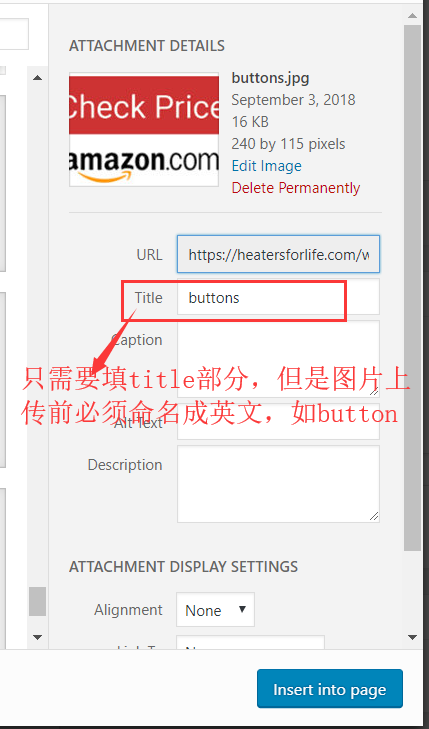 ATTACHMENT DETAILS
Check Price
amazon.com
buttons.jpg
September 3, 2018
16 KB
240 by 115 pixels
Edit Image
Delete Permanently
URL https://heatersforlife.com/w
Title buttons
Caption
只需要填title部分，但是图片上
传前必须命名成英文，如button
Alt Text
Description
ATTACHMENT DISPLAY SETTINGS
Alignment None
Insert into page